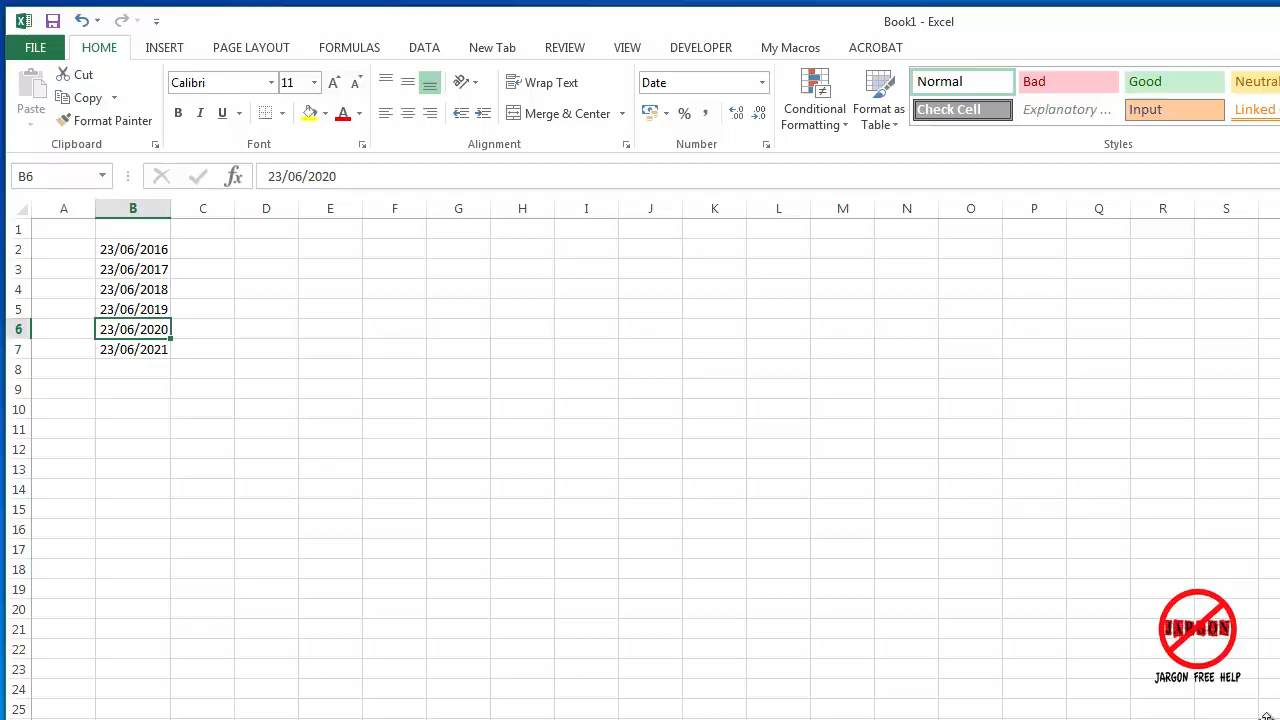 Book1 - Excel
FILE HOME INSERT PAGE LAYOUT FORMULAS DATA New Tab REVIEW VIEW DEVELOPER My Macros ACROBAT
Paste
Cut
Copy
Format Painter
Clipboard
Calibri 11
B I U
A A
Font
Wrap Text
Merge & Center
Alignment
Date
% ,
Number
Conditional Formatting
Format as Table
Normal Bad Good Neutral
Check Cell Explanatory ... Input Linked
Styles
B6 fx 23/06/2020
A B C D E F G H I J K L M N O P Q R S
1
2 23/06/2016
3 23/06/2017
4 23/06/2018
5 23/06/2019
6 23/06/2020
7 23/06/2021
8
9
10
11
12
13
14
15
16
17
18
19
20
21
22
23
24
25
JARGON
JARGON FREE HELP